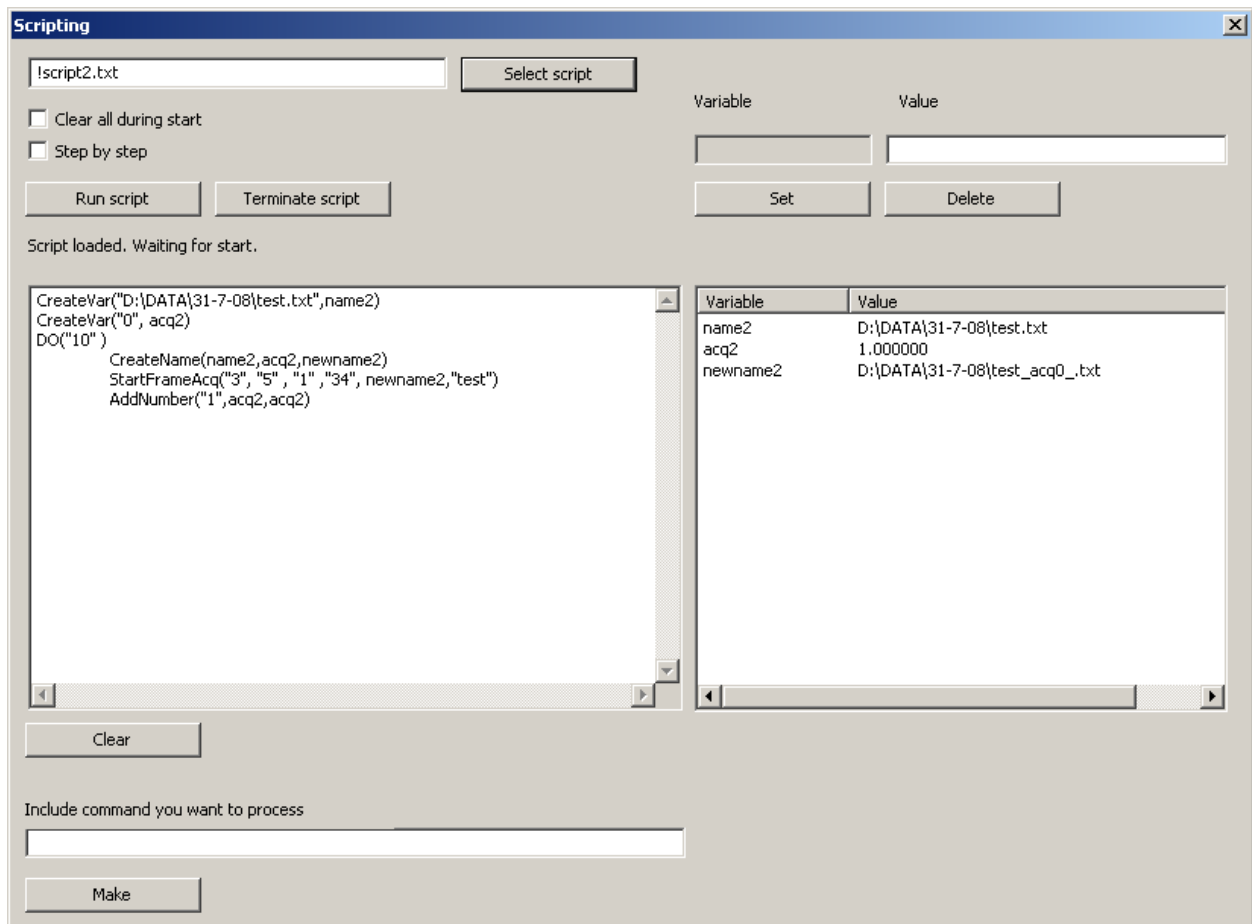 Scripting
!script2.txt
Select script
Clear all during start
Step by step
Run script
Terminate script
Script loaded. Waiting for start.
Variable Value
Set
Delete
CreateVar("D:\DATA\31-7-08\test.txt",name2)
CreateVar("0", acq2)
DO("10" )
CreateName(name2,acq2,newname2)
StartFrameAcq("3", "5" , "1" ,"34", newname2,"test")
AddNumber("1",acq2,acq2)
Variable Value
name2 D:\DATA\31-7-08\test.txt
acq2 1.000000
newname2 D:\DATA\31-7-08\test_acq0_.txt
Clear
Include command you want to process
Make